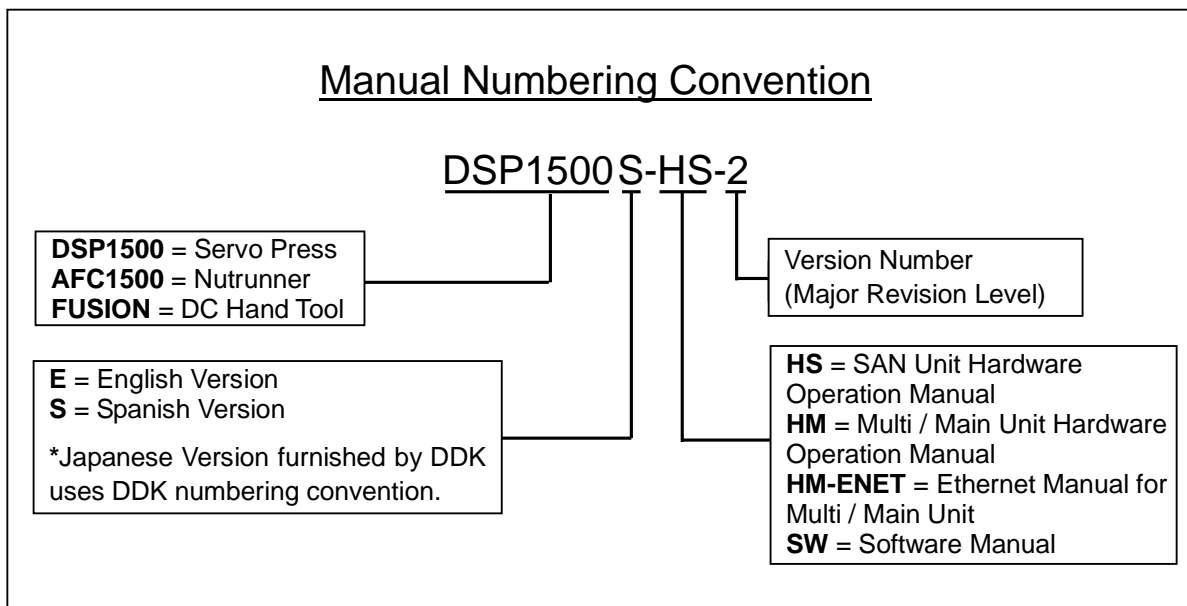 Manual Numbering Convention
DSP1500S-HS-2
DSP1500 = Servo Press
AFC1500 = Nutrunner
FUSION = DC Hand Tool
Version Number
(Major Revision Level)
E = English Version
S = Spanish Version
*Japanese Version furnished by DDK
uses DDK numbering convention.
HS = SAN Unit Hardware
Operation Manual
HM = Multi / Main Unit Hardware
Operation Manual
HM-ENET = Ethernet Manual for
Multi / Main Unit
SW = Software Manual